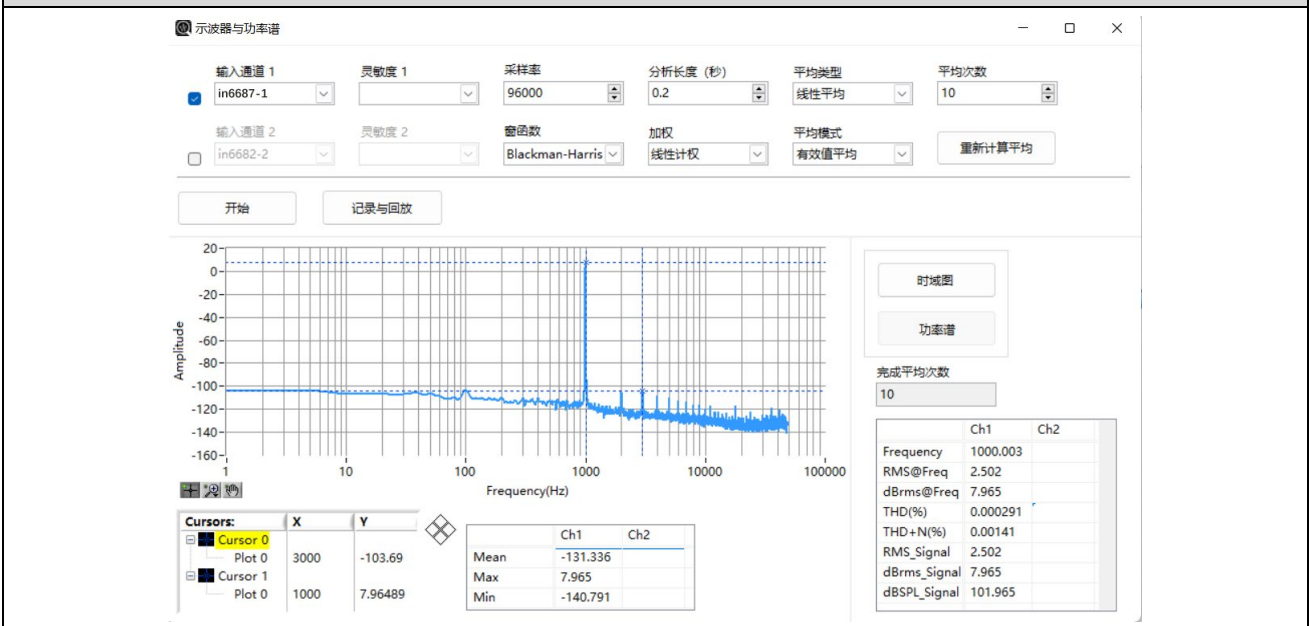 示波器与功率谱
输入通道 1 灵敏度 1 采样率 分析长度（秒） 平均类型 平均次数
in6687-1 96000 0.2 线性平均 10
输入通道 2 灵敏度 2 窗函数 加权 平均模式
in6682-2 Blackman-Harris 线性计权 有效值平均 重新计算平均
开始 记录与回放
20
0
-20
-40
-60
-80
-100
-120
-140
-160
Amplitude
1 10 100 1000 10000 100000
Frequency(Hz)
时域图
功率谱
完成平均次数
10
Ch1 Ch2
Frequency 1000.003
RMS@Freq 2.502
dBrms@Freq 7.965
THD(%) 0.000291
THD+N(%) 0.00141
RMS_Signal 2.502
dBrms_Signal 7.965
dBSPL_Signal 101.965
Cursors: X Y
Cursor 0
Plot 0 3000 -103.69
Cursor 1
Plot 0 1000 7.96489
Ch1 Ch2
Mean -131.336
Max 7.965
Min -140.791